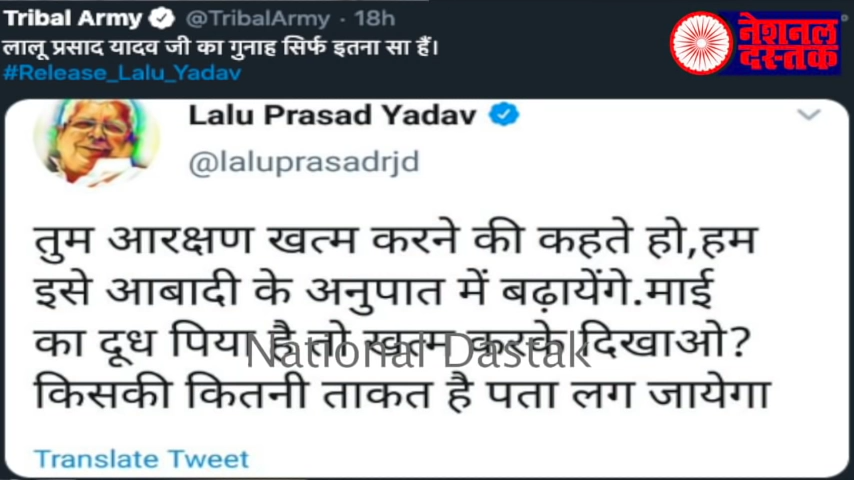 Tribal Army @TribalArmy · 18h
लालू प्रसाद यादव जी का गुनाह सिर्फ इतना सा हैं।
#Release_Lalu_Yadav
नेशनल
दस्तक
Lalu Prasad Yadav
@laluprasadrjd
तुम आरक्षण खत्म करने की कहते हो,हम
इसे आबादी के अनुपात में बढ़ायेंगे.माई
का दूध पिया है तो खत्म करके दिखाओ?
National Dastak
किसकी कितनी ताकत है पता लग जायेगा
Translate Tweet